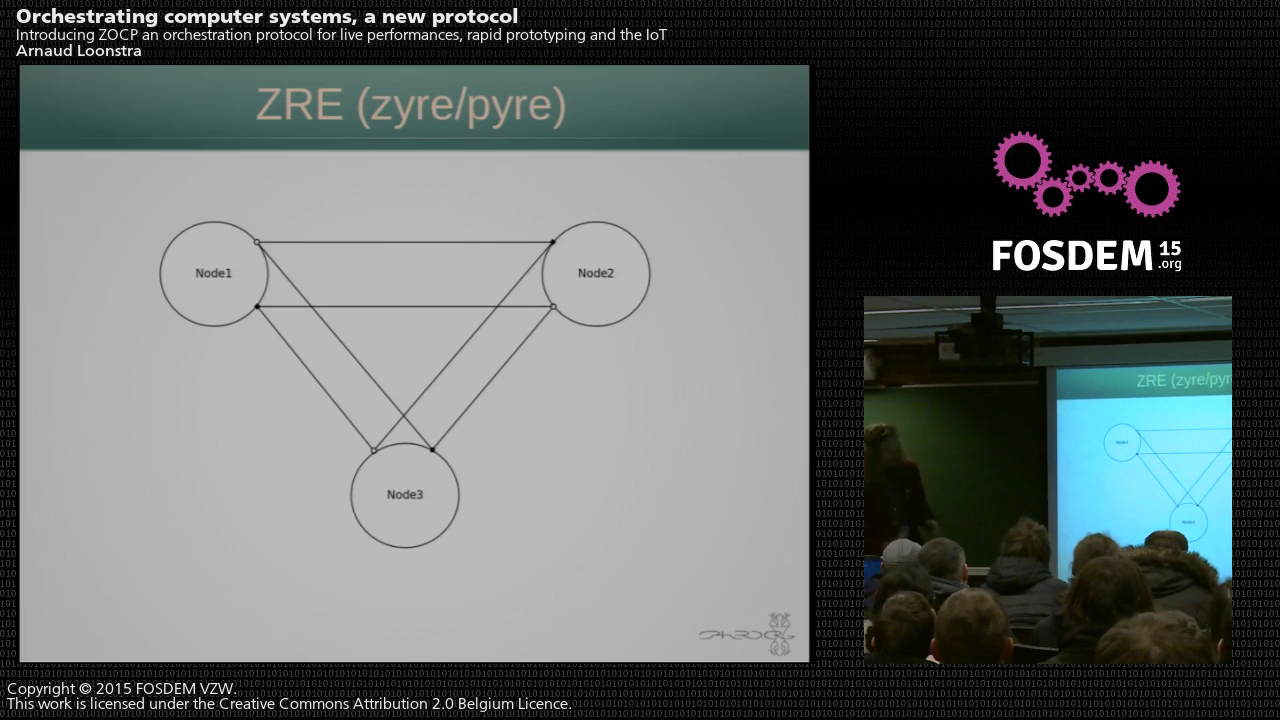 Orchestrating computer systems, a new protocol
Introducing ZOCP an orchestration protocol for live performances, rapid prototyping and the IoT
Arnaud Loonstra
ZRE (zyre/pyre)
Node1
Node2
Node3
FOSDEM 15
.org
ZRE (zyre/pyr
Node1
Node3
Copyright © 2015 FOSDEM VZW.
This work is licensed under the Creative Commons Attribution 2.0 Belgium Licence.